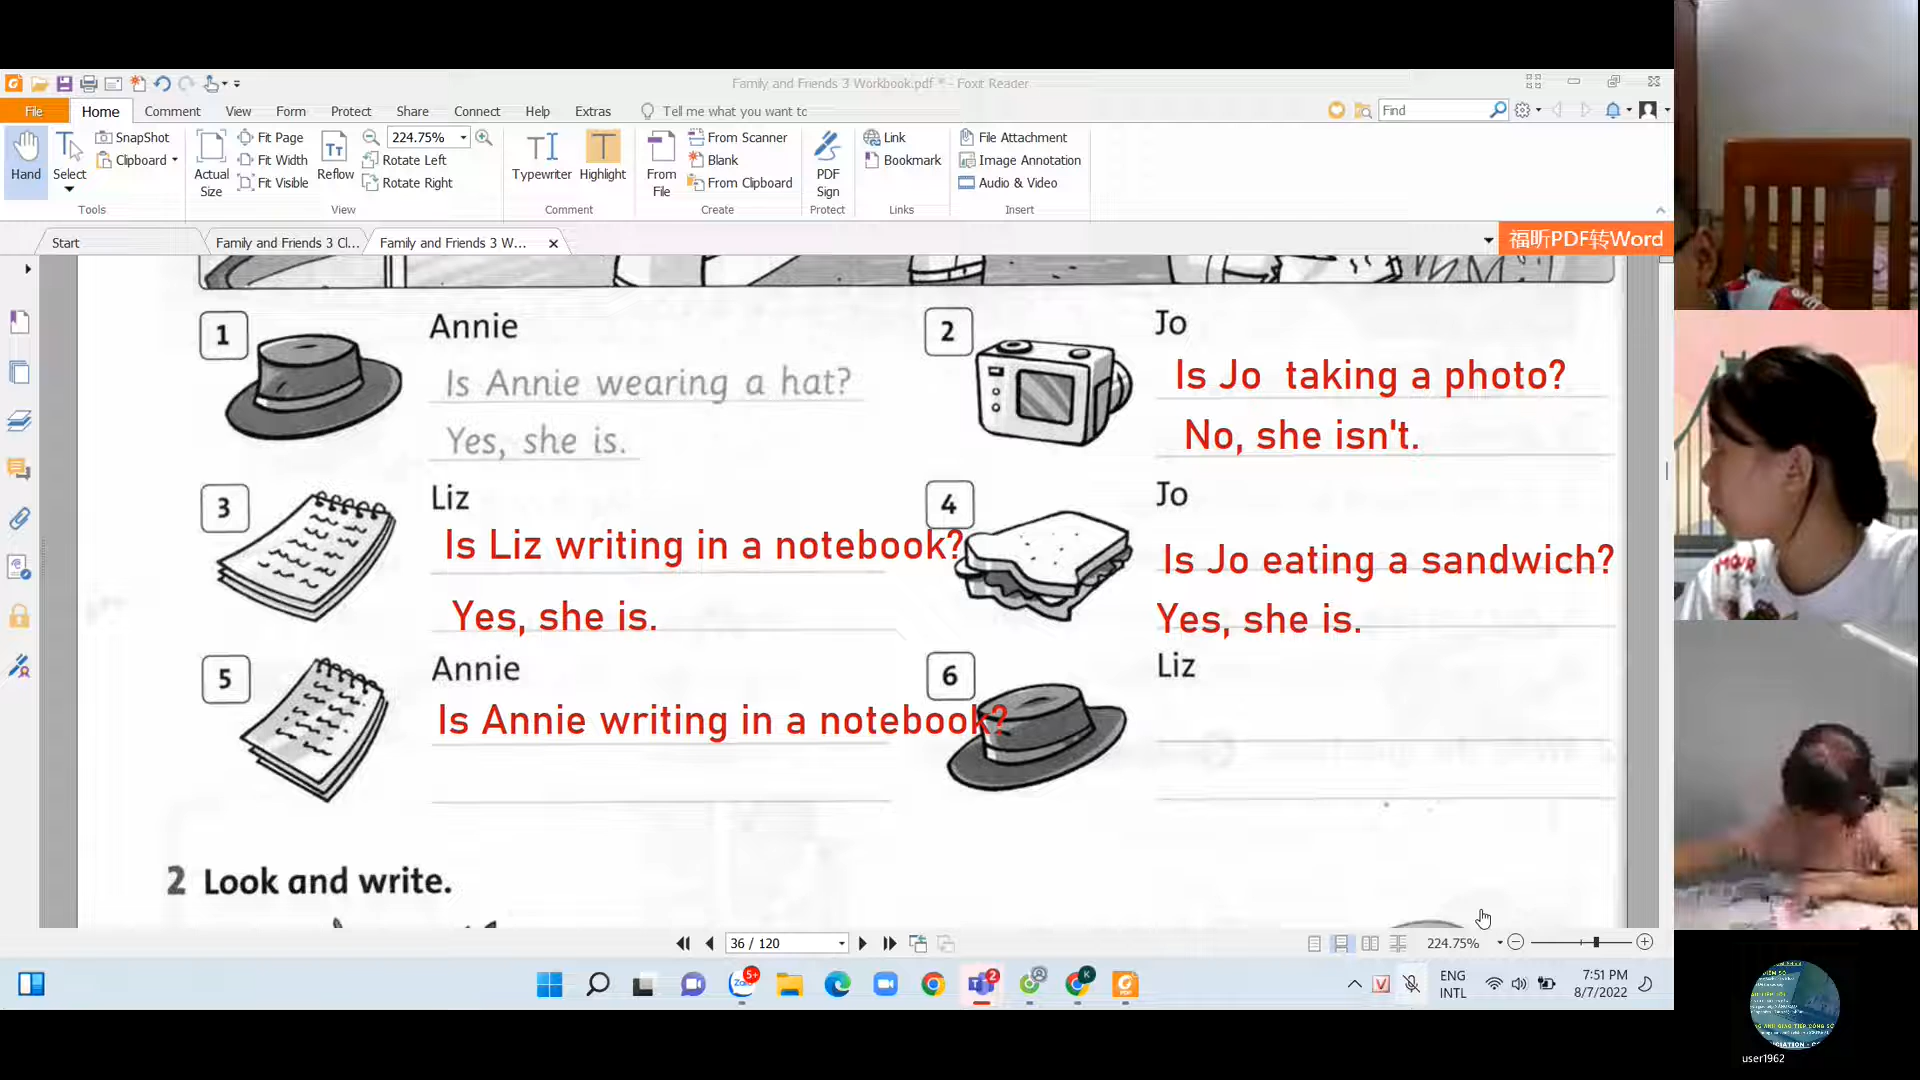 Family and Friends 3 Workbook.pdf * - Foxit Reader
File Home Comment View Form Protect Share Connect Help Extras Tell me what you want to Find
Hand Select SnapShot Clipboard
Actual Size Fit Page Fit Width Fit Visible Reflow 224.75% Rotate Left Rotate Right
Typewriter Highlight
From File From Scanner Blank From Clipboard
PDF Sign Link Bookmark
File Attachment Image Annotation Audio & Video
Tools View Comment Create Protect Links Insert
Start Family and Friends 3 Cl... Family and Friends 3 W... 福昕PDF转Word
1 Annie
Is Annie wearing a hat?
Yes, she is.
2 Jo
Is Jo taking a photo?
No, she isn't.
3 Liz
Is Liz writing in a notebook?
Yes, she is.
4 Jo
Is Jo eating a sandwich?
Yes, she is.
5 Annie
Is Annie writing in a notebook?
6 Liz
2 Look and write.
36 / 120 224.75%
5+ Zalo 2 K
ENG
INTL
7:51 PM
8/7/2022
user1962